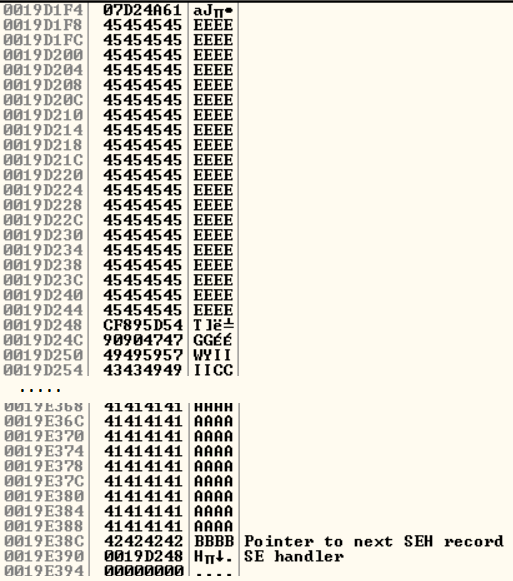 0019D1F4 07D24A61 aJ╥•
0019D1F8 45454545 EEEE
0019D1FC 45454545 EEEE
0019D200 45454545 EEEE
0019D204 45454545 EEEE
0019D208 45454545 EEEE
0019D20C 45454545 EEEE
0019D210 45454545 EEEE
0019D214 45454545 EEEE
0019D218 45454545 EEEE
0019D21C 45454545 EEEE
0019D220 45454545 EEEE
0019D224 45454545 EEEE
0019D228 45454545 EEEE
0019D22C 45454545 EEEE
0019D230 45454545 EEEE
0019D234 45454545 EEEE
0019D238 45454545 EEEE
0019D23C 45454545 EEEE
0019D240 45454545 EEEE
0019D244 45454545 EEEE
0019D248 CF895D54 T]ë╧
0019D24C 90904747 GGÉÉ
0019D250 49495957 WYII
0019D254 43434949 IICC
.....
0019E368 41414141 AAAA
0019E36C 41414141 AAAA
0019E370 41414141 AAAA
0019E374 41414141 AAAA
0019E378 41414141 AAAA
0019E37C 41414141 AAAA
0019E380 41414141 AAAA
0019E384 41414141 AAAA
0019E388 41414141 AAAA
0019E38C 42424242 BBBB Pointer to next SEH record
0019E390 0019D248 H╥↓. SE handler
0019E394 00000000 ....